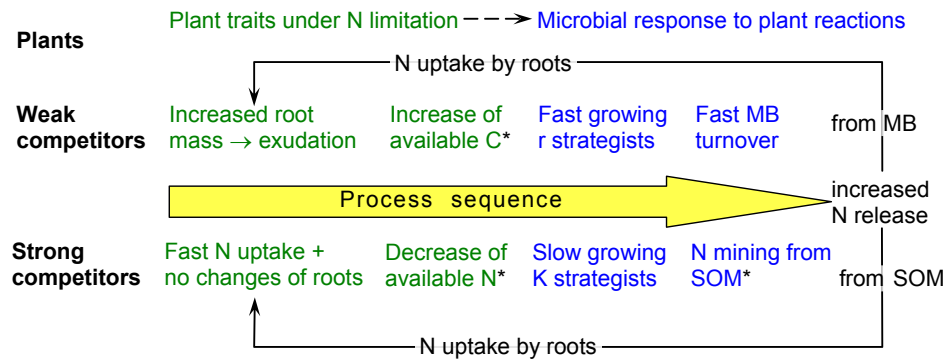 Plants
Plant traits under N limitation
Microbial response to plant reactions
N uptake by roots
Weak
competitors
Increased root
mass → exudation
Increase of
available C*
Fast growing
r strategists
Fast MB
turnover
from MB
Process sequence
increased
N release
Strong
competitors
Fast N uptake +
no changes of roots
Decrease of
available N*
Slow growing
K strategists
N mining from
SOM*
from SOM
N uptake by roots